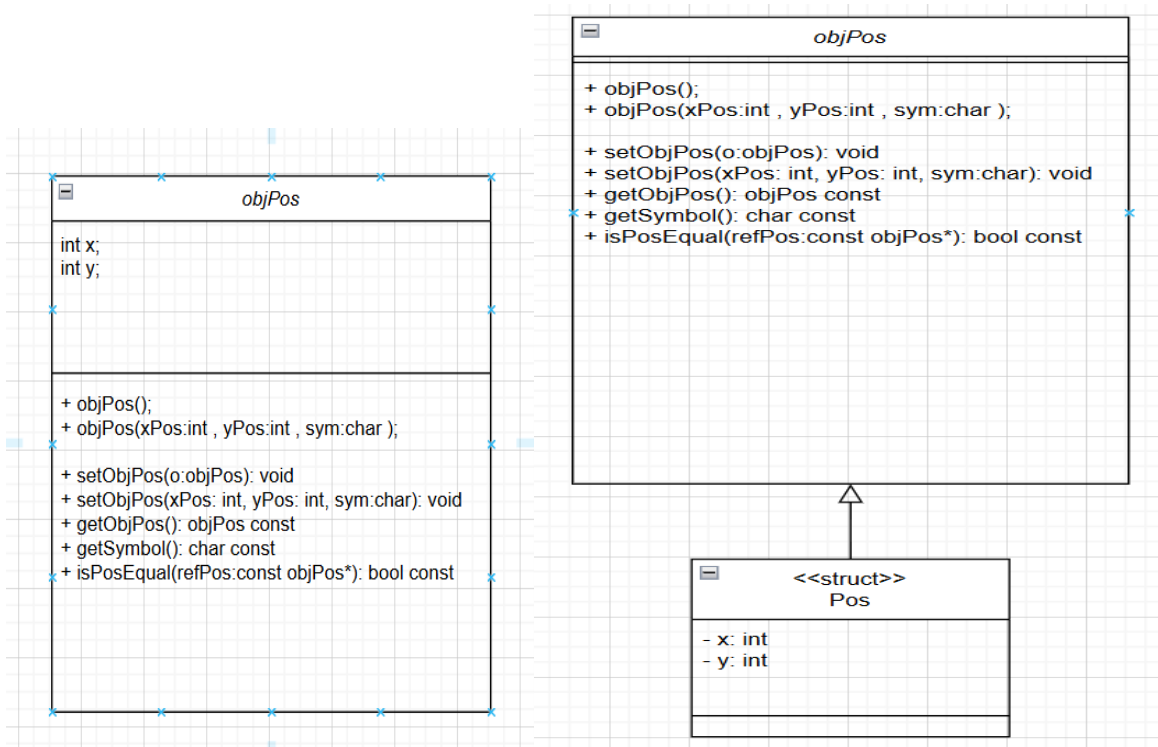 objPos
int x;
int y;
+ objPos();
+ objPos(xPos:int , yPos:int , sym:char );
+ setObjPos(o:objPos): void
+ setObjPos(xPos: int, yPos: int, sym:char): void
+ getObjPos(): objPos const
+ getSymbol(): char const
+ isPosEqual(refPos:const objPos*): bool const
objPos
+ objPos();
+ objPos(xPos:int , yPos:int , sym:char );
+ setObjPos(o:objPos): void
+ setObjPos(xPos: int, yPos: int, sym:char): void
+ getObjPos(): objPos const
+ getSymbol(): char const
+ isPosEqual(refPos:const objPos*): bool const
<<struct>>
Pos
- x: int
- y: int